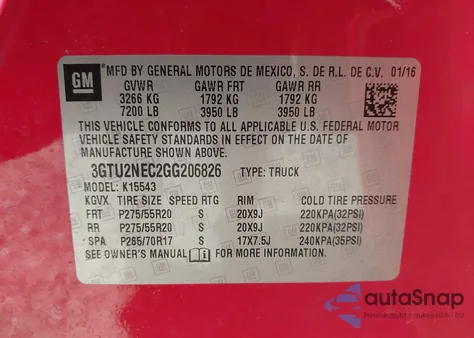 GM
MFD BY GENERAL MOTORS DE MEXICO, S. DE R.L. DE C.V. 01/16
GVWR GAWR FRT GAWR RR
3266 KG 1792 KG 1792 KG
7200 LB 3950 LB 3950 LB
THIS VEHICLE CONFORMS TO ALL APPLICABLE U.S. FEDERAL MOTOR
VEHICLE SAFETY STANDARDS IN EFFECT ON THE DATE OF
MANUFACTURE SHOWN ABOVE.
3GTU2NEC2GG206826 TYPE: TRUCK
MODEL: K15543
KGVX TIRE SIZE SPEED RTG RIM COLD TIRE PRESSURE
FRT P275/55R20 S 20X9J 220KPA(32PSI)
RR P275/55R20 S 20X9J 220KPA(32PSI)
SPA P265/70R17 S 17X7.5J 240KPA(35PSI)
SEE OWNER'S MANUAL i FOR MORE INFORMATION.
autoSnap